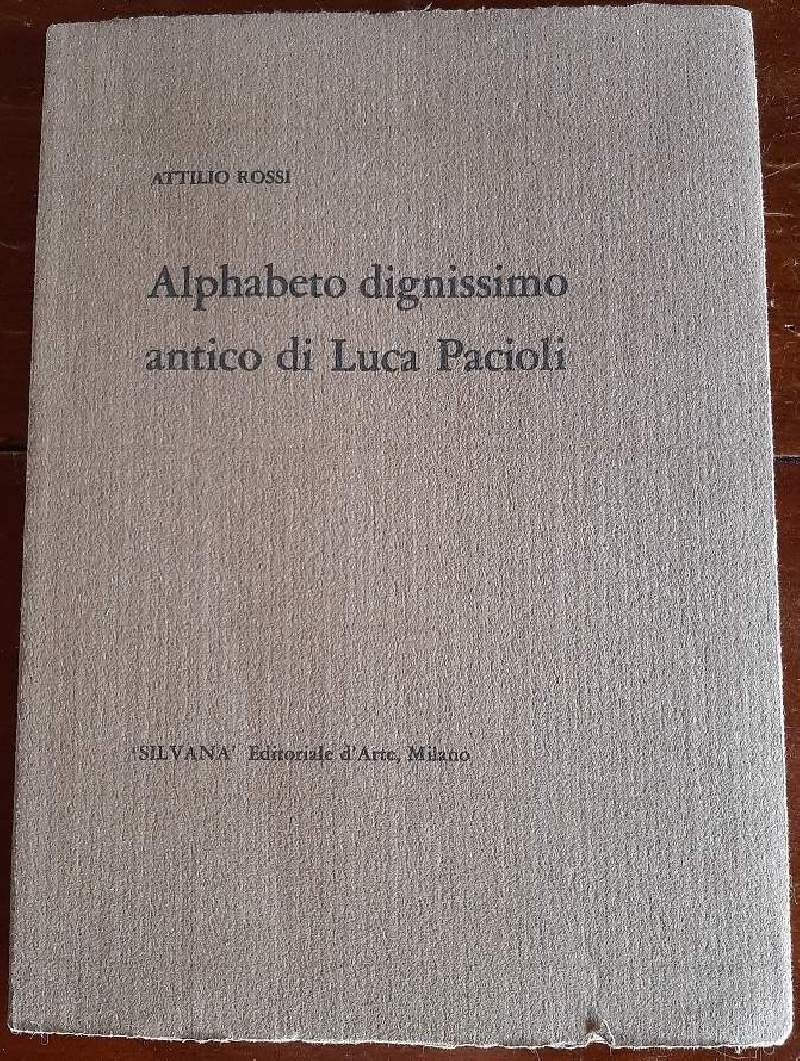 ATTILIO ROSSI
Alphabeto dignissimo
antico di Luca Pacioli
'SILVANA' Editoriale d'Arte, Milano